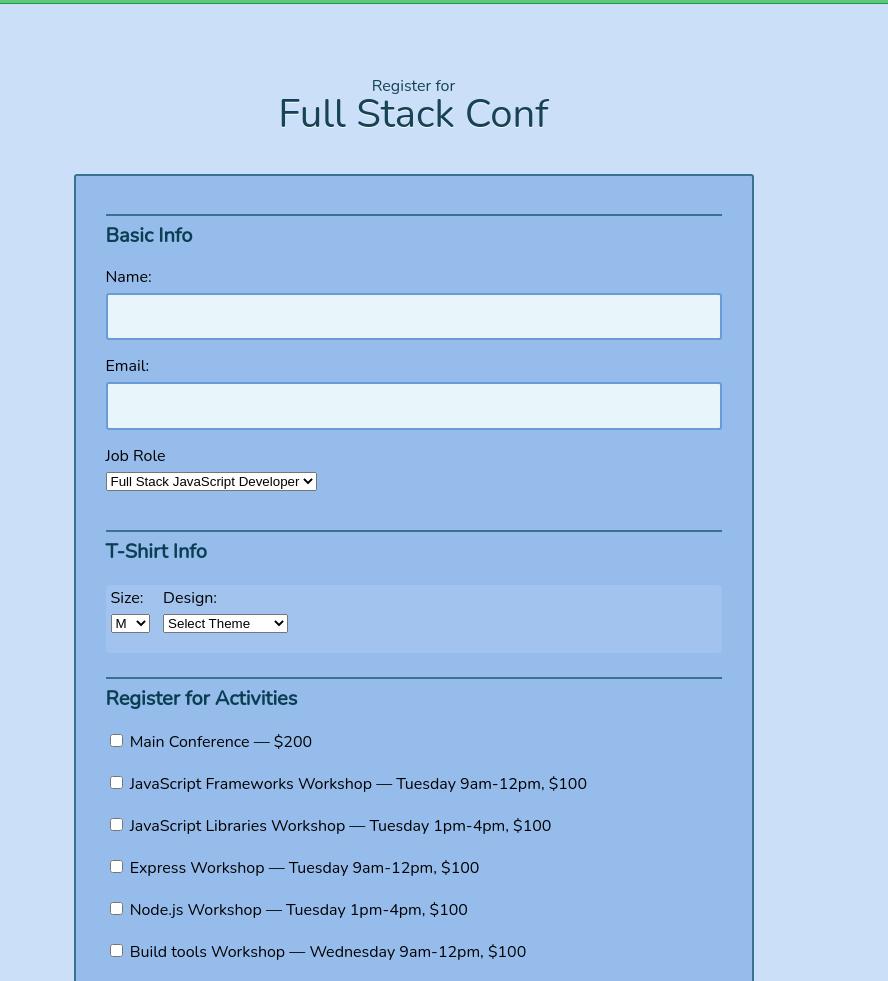 Register for
Full Stack Conf
Basic Info
Name:
Email:
Job Role
Full Stack JavaScript Developer
T-Shirt Info
Size: Design:
M Select Theme
Register for Activities
Main Conference — $200
JavaScript Frameworks Workshop — Tuesday 9am-12pm, $100
JavaScript Libraries Workshop — Tuesday 1pm-4pm, $100
Express Workshop — Tuesday 9am-12pm, $100
Node.js Workshop — Tuesday 1pm-4pm, $100
Build tools Workshop — Wednesday 9am-12pm, $100